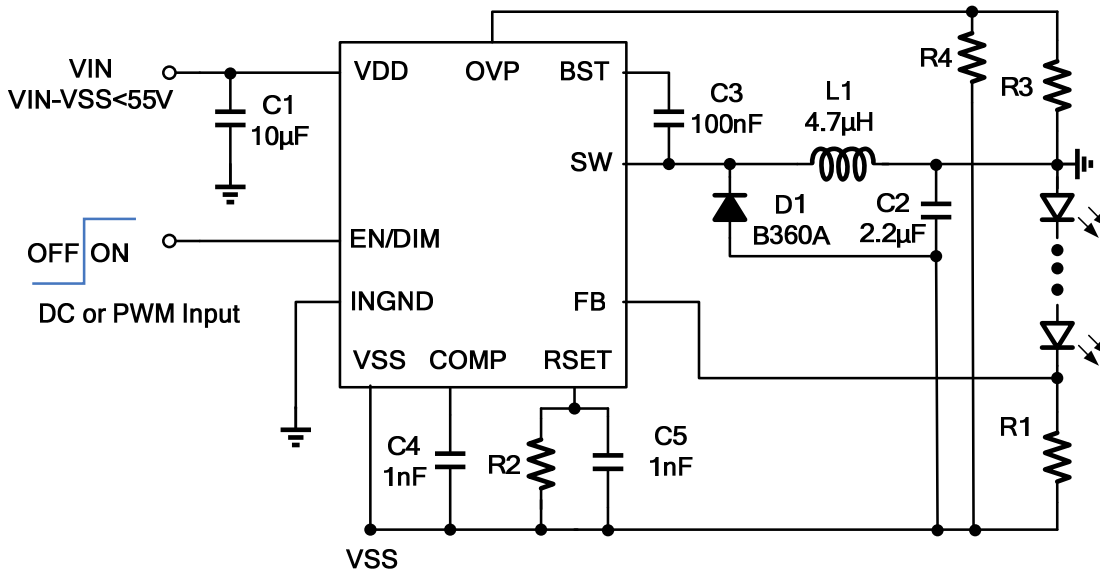 VIN
VIN-VSS<55V
C1
10µF
OFF ON
DC or PWM Input
VDD
OVP
BST
SW
EN/DIM
INGND
FB
VSS
COMP
RSET
C3
100nF
L1
4.7µH
D1
B360A
C2
2.2µF
R4
R3
R1
C4
1nF
R2
C5
1nF
VSS